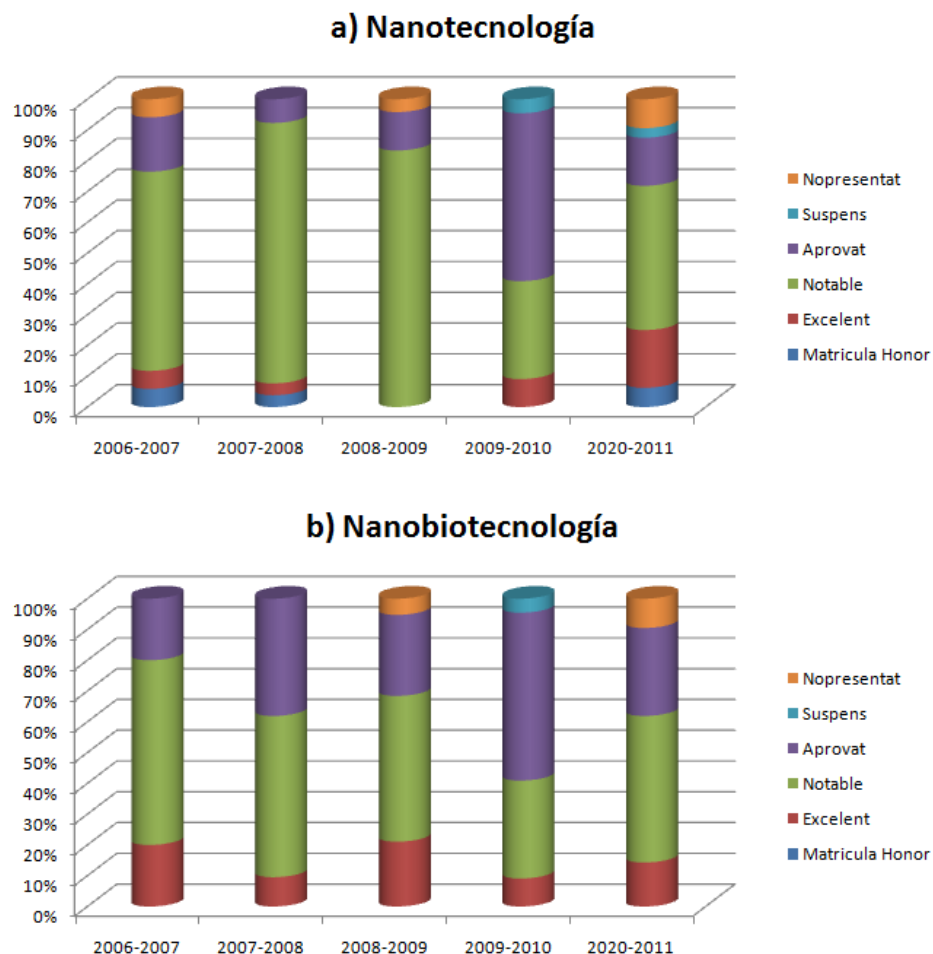 a) Nanotecnología
100%
90%
80%
70%
60%
50%
40%
30%
20%
10%
0%
2006-2007 2007-2008 2008-2009 2009-2010 2020-2011
Nopresentat
Suspens
Aprovat
Notable
Excelent
Matricula Honor
b) Nanobiotecnología
100%
90%
80%
70%
60%
50%
40%
30%
20%
10%
0%
2006-2007 2007-2008 2008-2009 2009-2010 2020-2011
Nopresentat
Suspens
Aprovat
Notable
Excelent
Matricula Honor